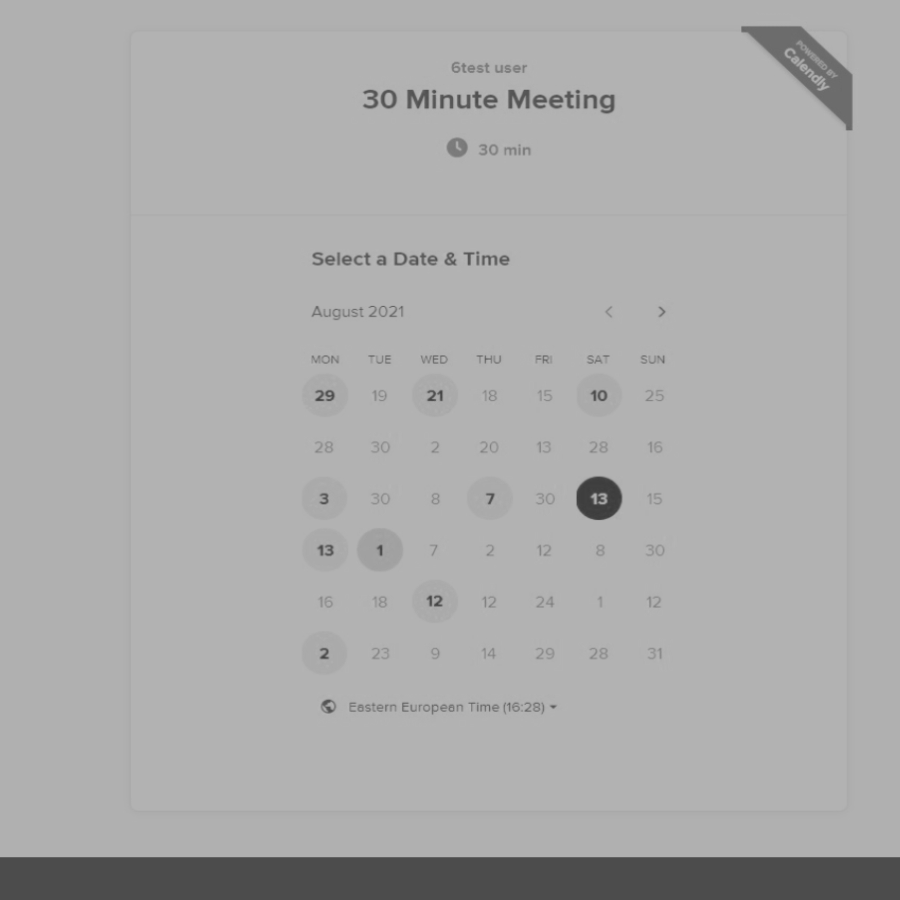 POWERED BY
Calendly
6test user
30 Minute Meeting
30 min
Select a Date & Time
August 2021
MON TUE WED THU FRI SAT SUN
29 19 21 18 15 10 25
28 30 2 20 13 28 16
3 30 8 7 30 13 15
13 1 7 2 12 8 30
16 18 12 12 24 1 12
2 23 9 14 29 28 31
Eastern European Time (16:28)